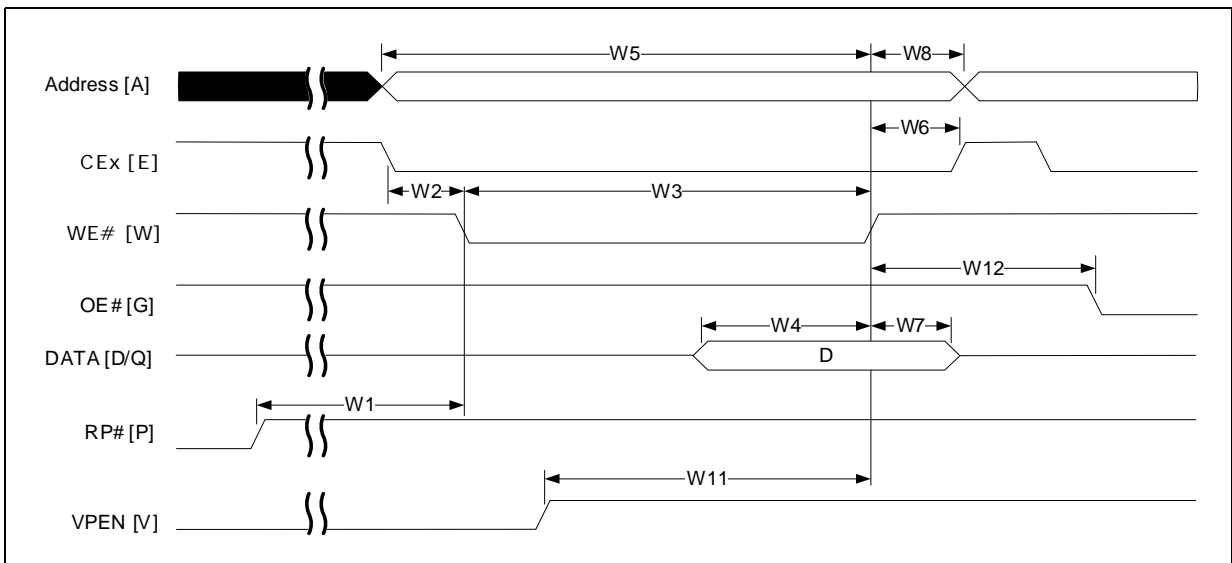 W5
W8
Address [A]
W6
CEx [E]
W2
W3
WE# [W]
W12
OE# [G]
W4
W7
DATA [D/Q]
D
W1
RP# [P]
W11
VPEN [V]